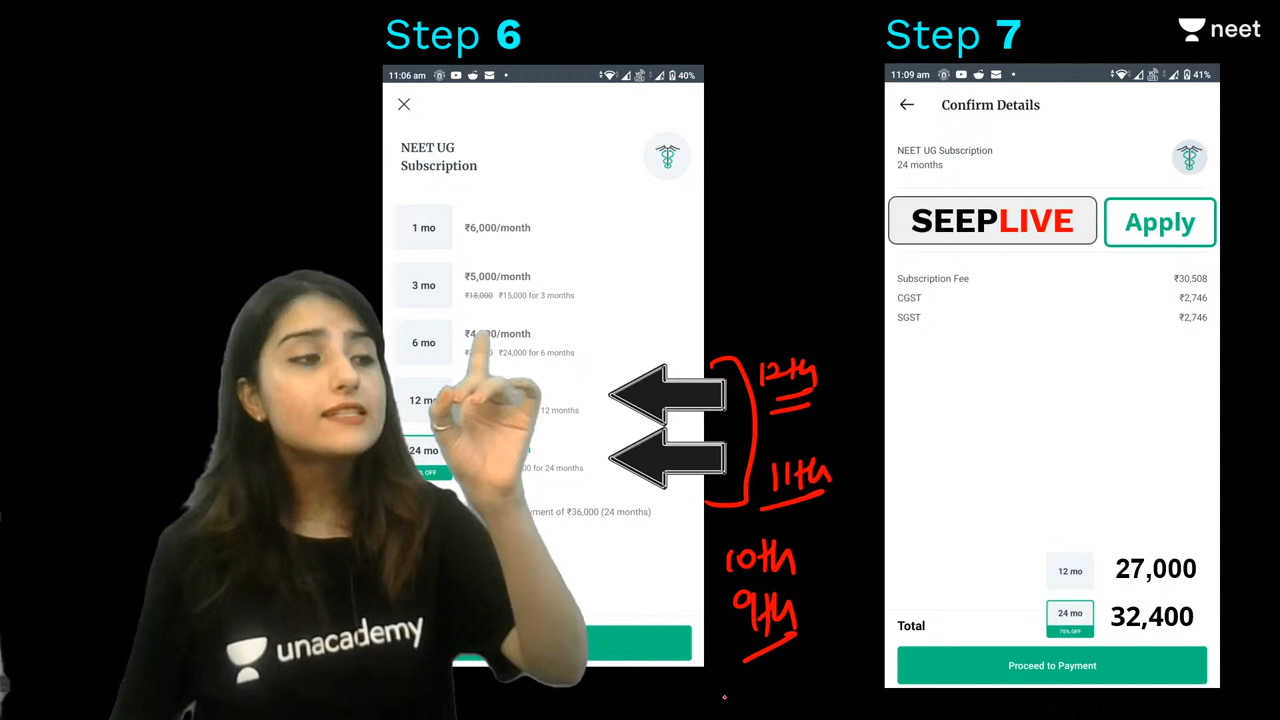 Step 6
Step 7
neet
11:06 am
40%
11:09 am
41%
NEET UG
Subscription
1 mo
₹6,000/month
3 mo
₹5,000/month
₹18,000 ₹15,000 for 3 months
6 mo
/month
₹24,000 for 6 months
12
12 months
24 mo
OFF
for 24 months
of ₹36,000 (24 months)
12th
11th
10th
9th
unacademy
Confirm Details
NEET UG Subscription
24 months
SEEPLIVE
Apply
Subscription Fee ₹30,508
CGST ₹2,746
SGST ₹2,746
12 mo 27,000
Total
24 mo 32,400
75% OFF
Proceed to Payment